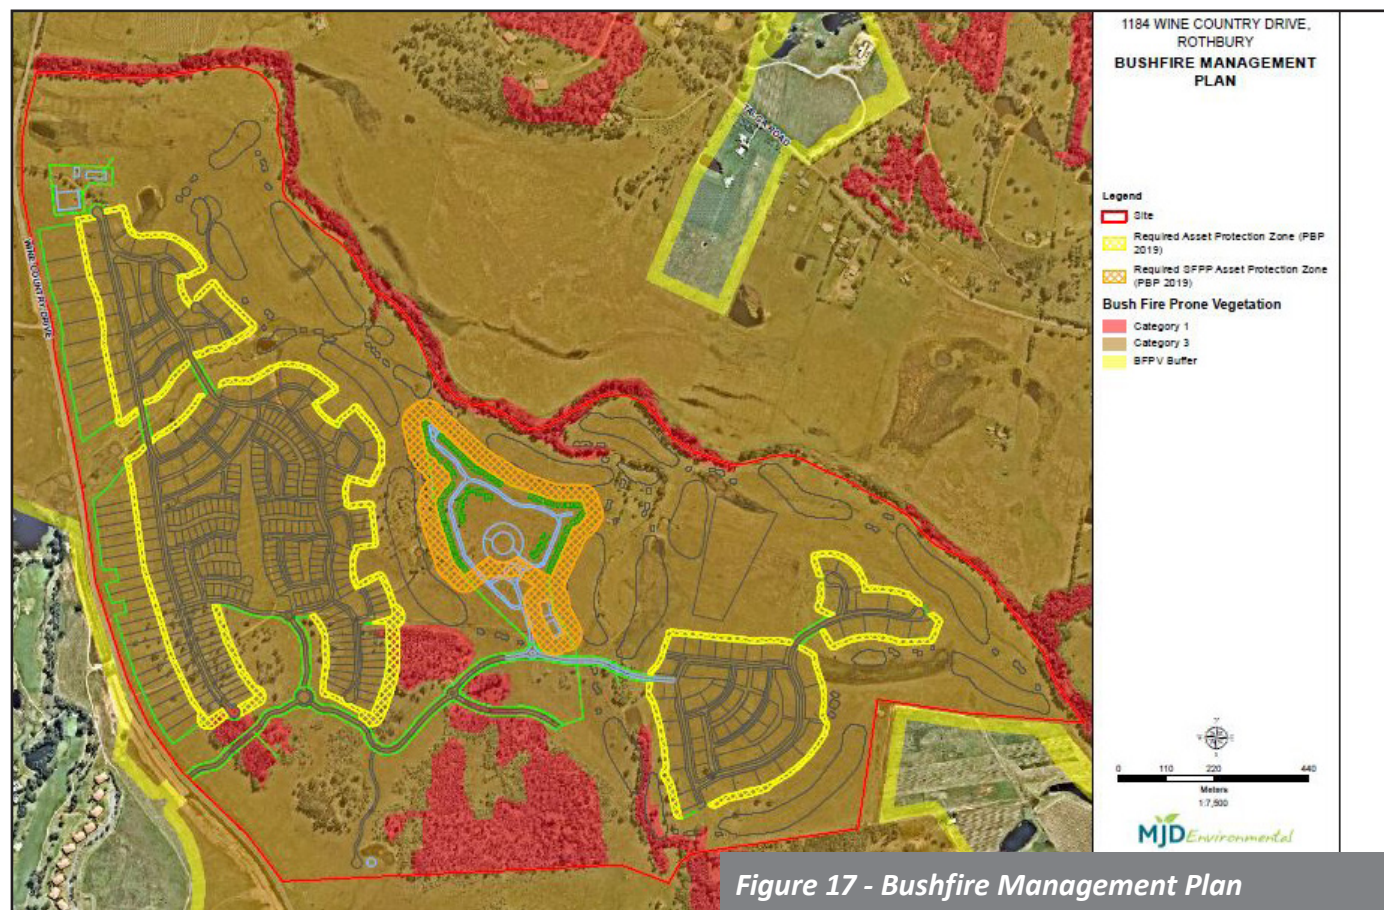 1184 WINE COUNTRY DRIVE,
ROTHBURY
BUSHFIRE MANAGEMENT
PLAN
Legend
Site
Required Asset Protection Zone (PBP
2019)
Required SFPP Asset Protection Zone
(PBP 2019)
Bush Fire Prone Vegetation
Category 1
Category 3
BFPV Buffer
WINE COUNTRY DRIVE
0 110 220 440
Meters
1:7,500
MJD Environmental
Figure 17 - Bushfire Management Plan